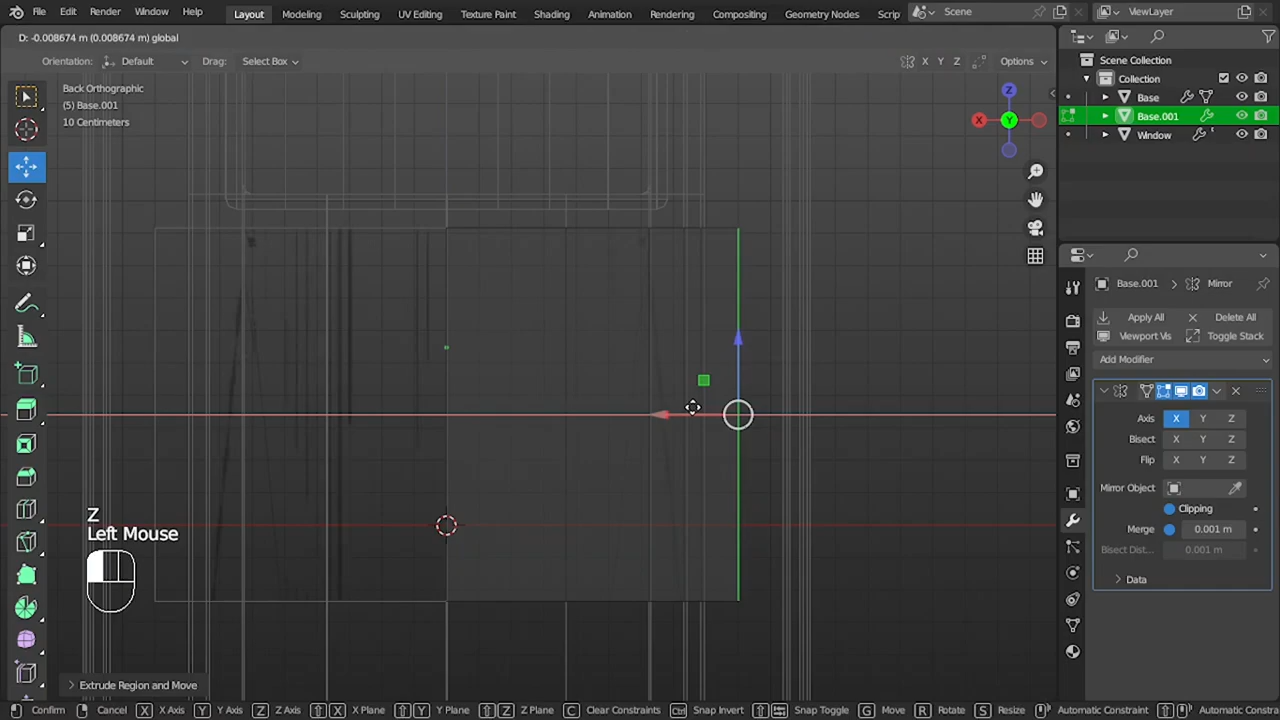 File Edit Render Window Help Layout Modeling Sculpting UV Editing Texture Paint Shading Animation Rendering Compositing Geometry Nodes Scrip Scene ViewLayer
D: -0.008674 m (0.008674 m) global
Orientation: Default Drag: Select Box X Y Z Options
Back Orthographic
(5) Base.001
10 Centimeters
Z
X
Y
Scene Collection
Collection
Base
Base.001
Window
Base.001 > Mirror
Apply All Delete All
Viewport Vis Toggle Stack
Add Modifier
Axis X Y Z
Bisect X Y Z
Flip X Y Z
Mirror Object
Clipping
Merge 0.001 m
Bisect Dist... 0.001 m
Data
Z
Left Mouse
Extrude Region and Move
Confirm Cancel X X Axis Y Y Axis Z Z Axis X X Plane Y Y Plane Z Z Plane C Clear Constraints Ctrl Snap Invert Snap Toggle G Move R Rotate S Resize Automatic Constraint Automatic Constra